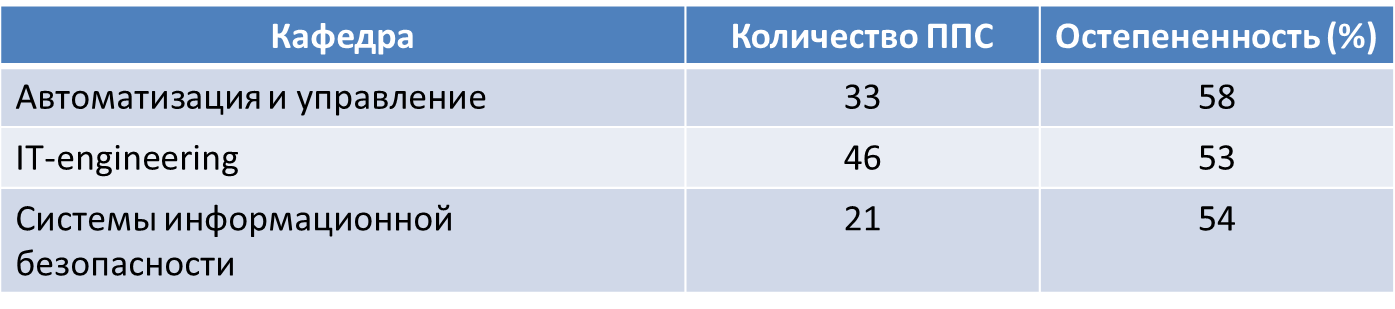 Кафедра Количество ППС Остепененность (%)
Автоматизация и управление 33 58
IT-engineering 46 53
Системы информационной 21 54
безопасности